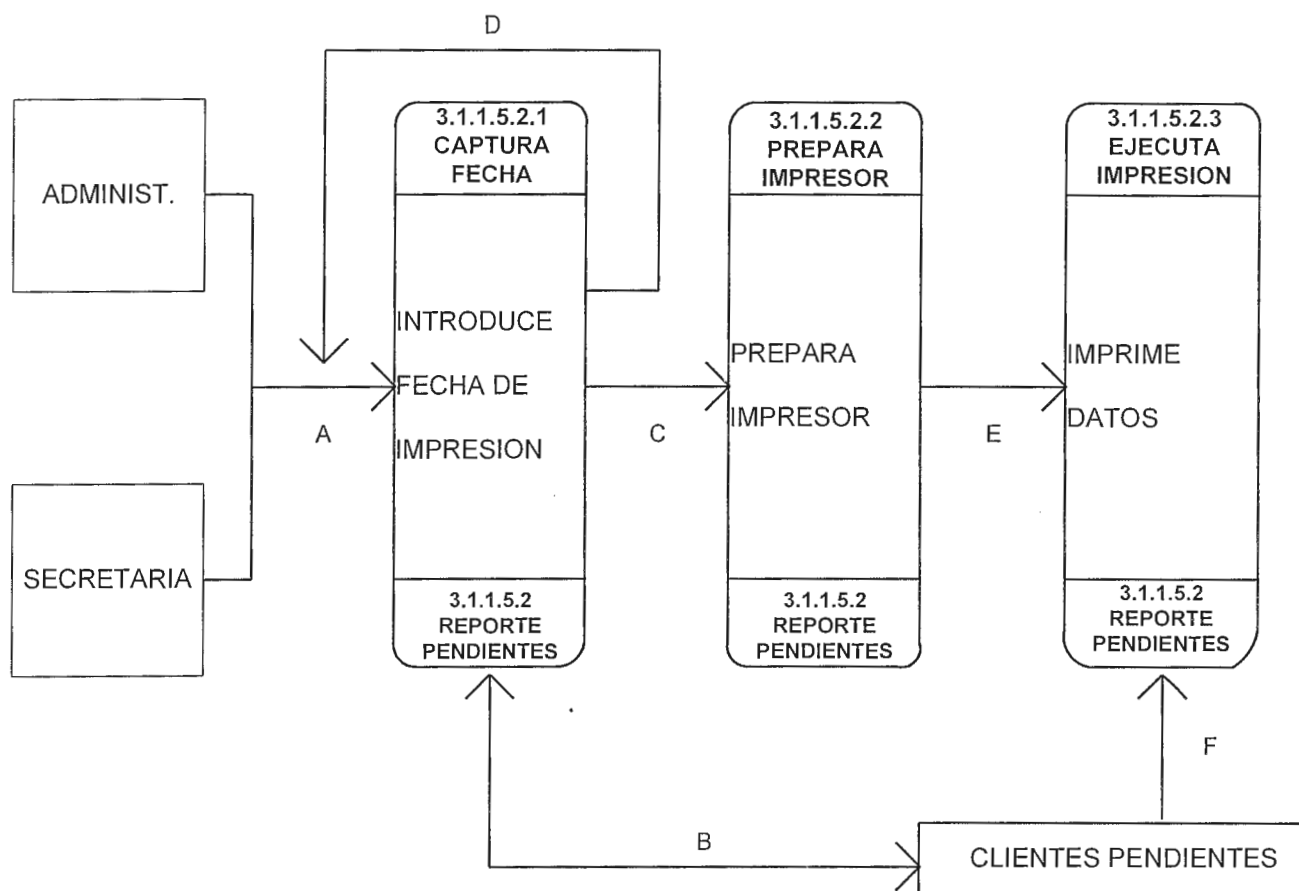 D
ADMINIST.
SECRETARIA
A
3.1.1.5.2.1
CAPTURA
FECHA
INTRODUCE
FECHA DE
IMPRESION
3.1.1.5.2
REPORTE
PENDIENTES
C
3.1.1.5.2.2
PREPARA
IMPRESOR
PREPARA
IMPRESOR
3.1.1.5.2
REPORTE
PENDIENTES
E
3.1.1.5.2.3
EJECUTA
IMPRESION
IMPRIME
DATOS
3.1.1.5.2
REPORTE
PENDIENTES
F
B
CLIENTES PENDIENTES